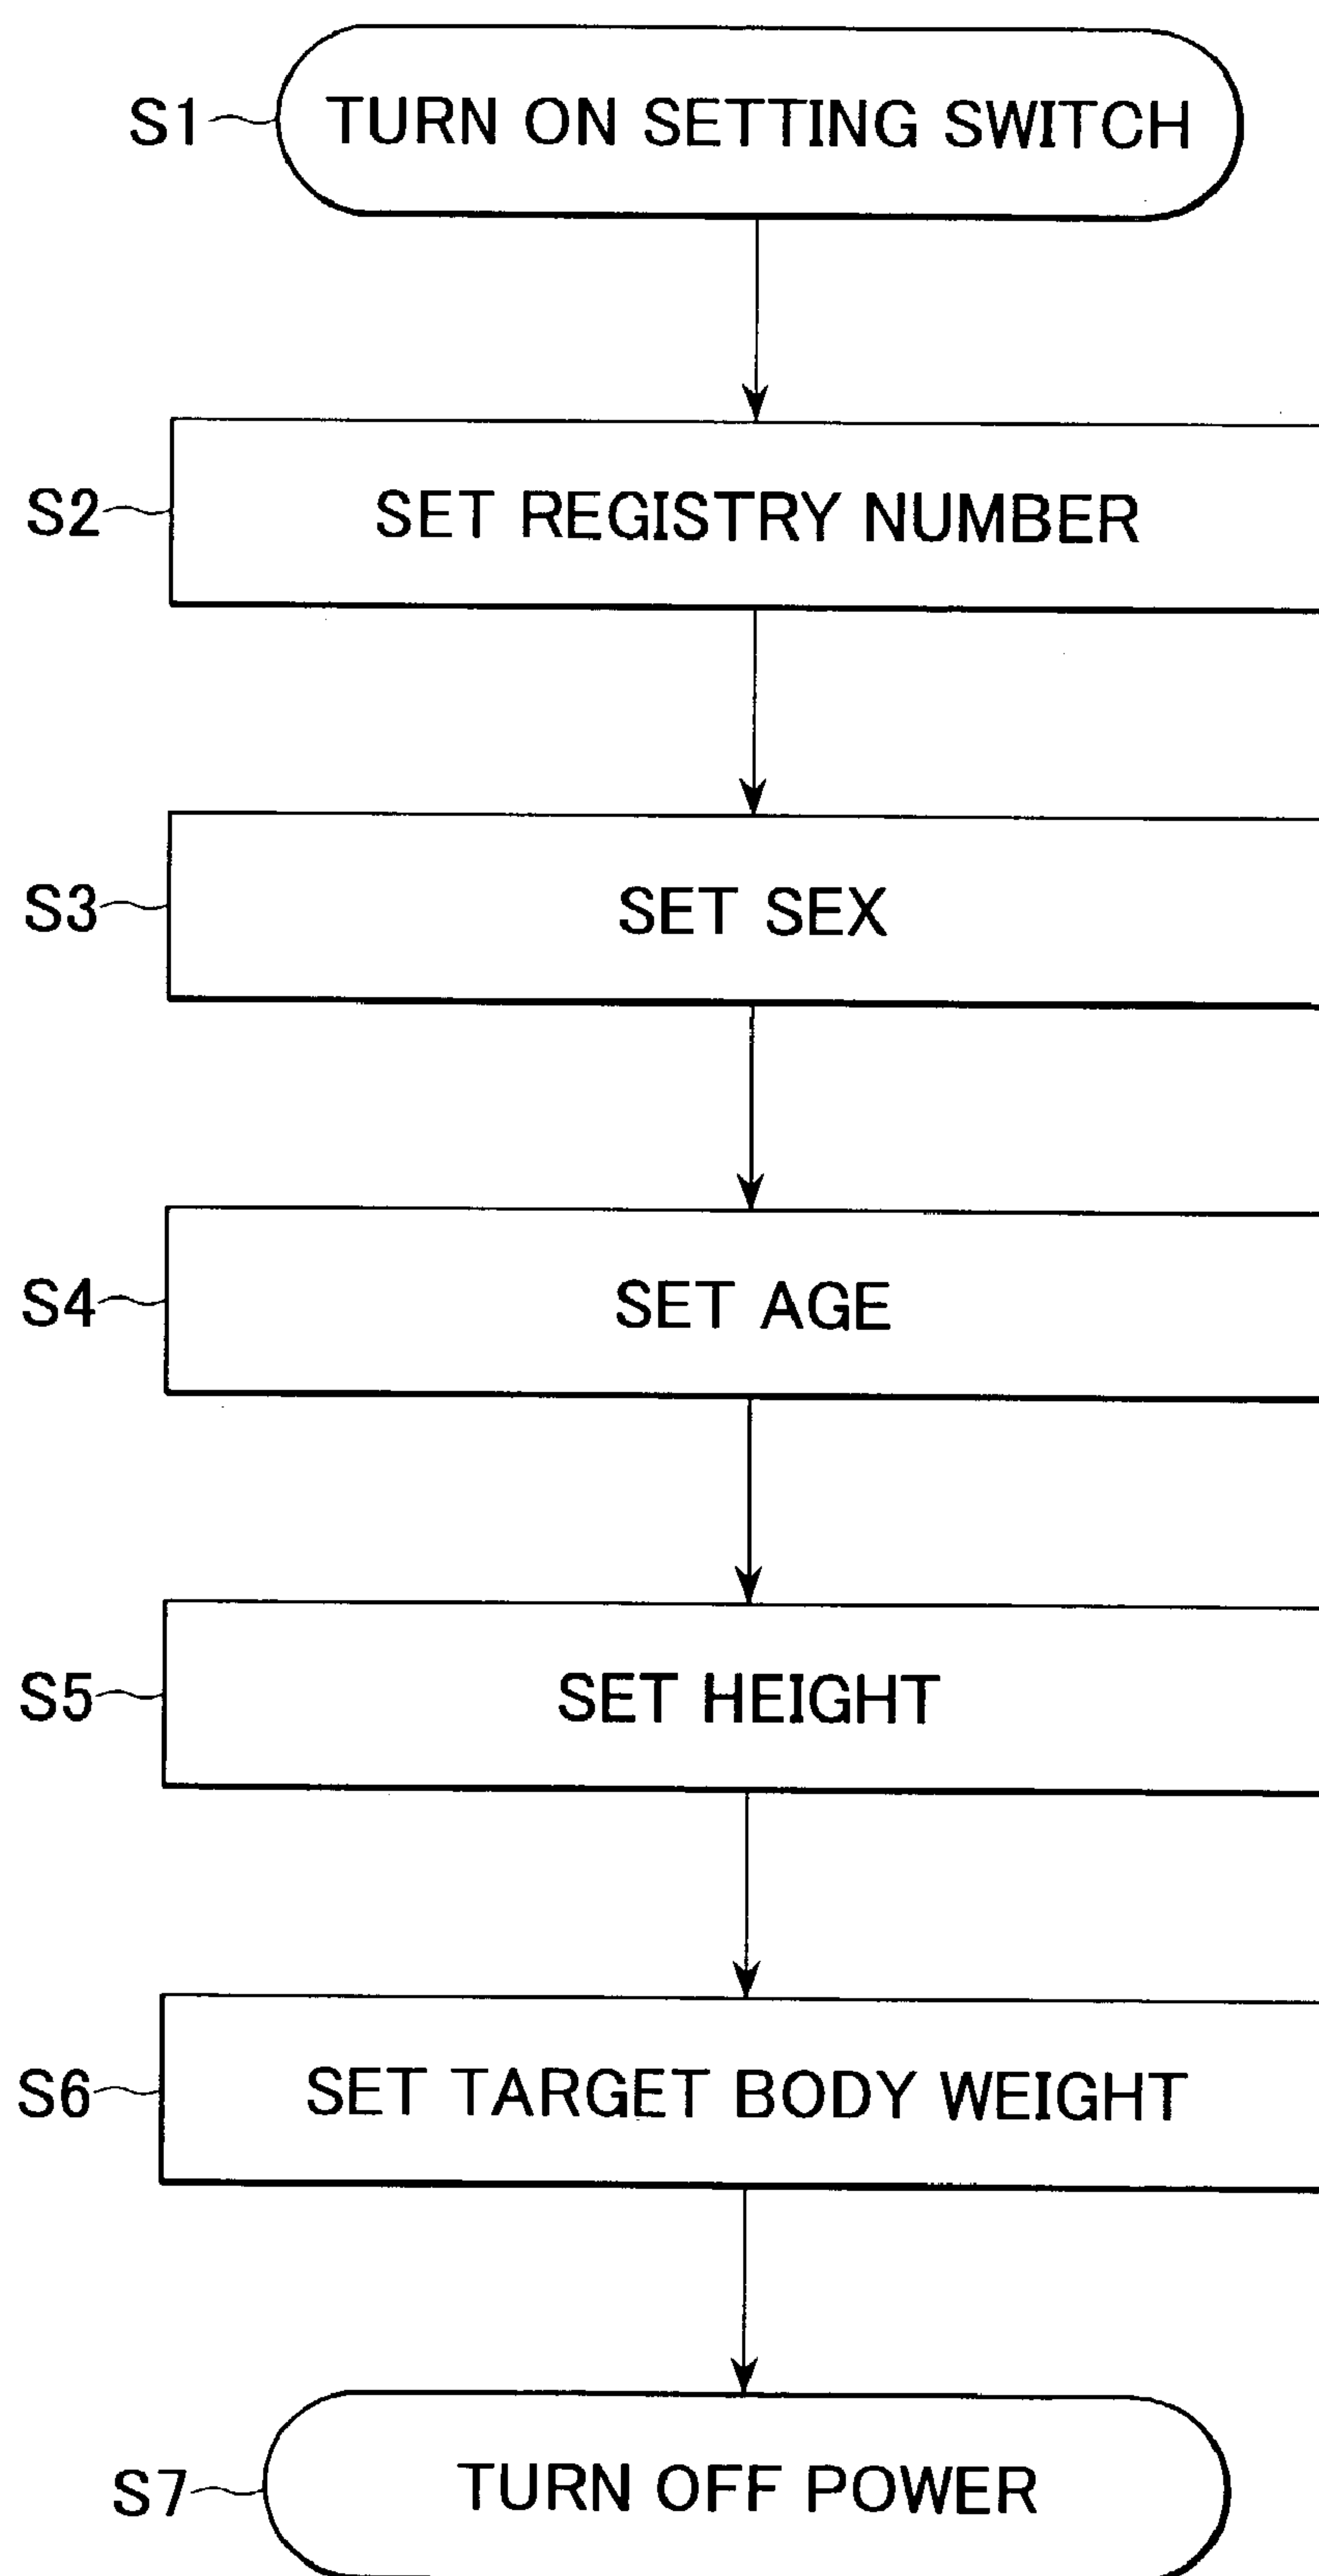 S1 TURN ON SETTING SWITCH
S2 SET REGISTRY NUMBER
S3 SET SEX
S4 SET AGE
S5 SET HEIGHT
S6 SET TARGET BODY WEIGHT
S7 TURN OFF POWER